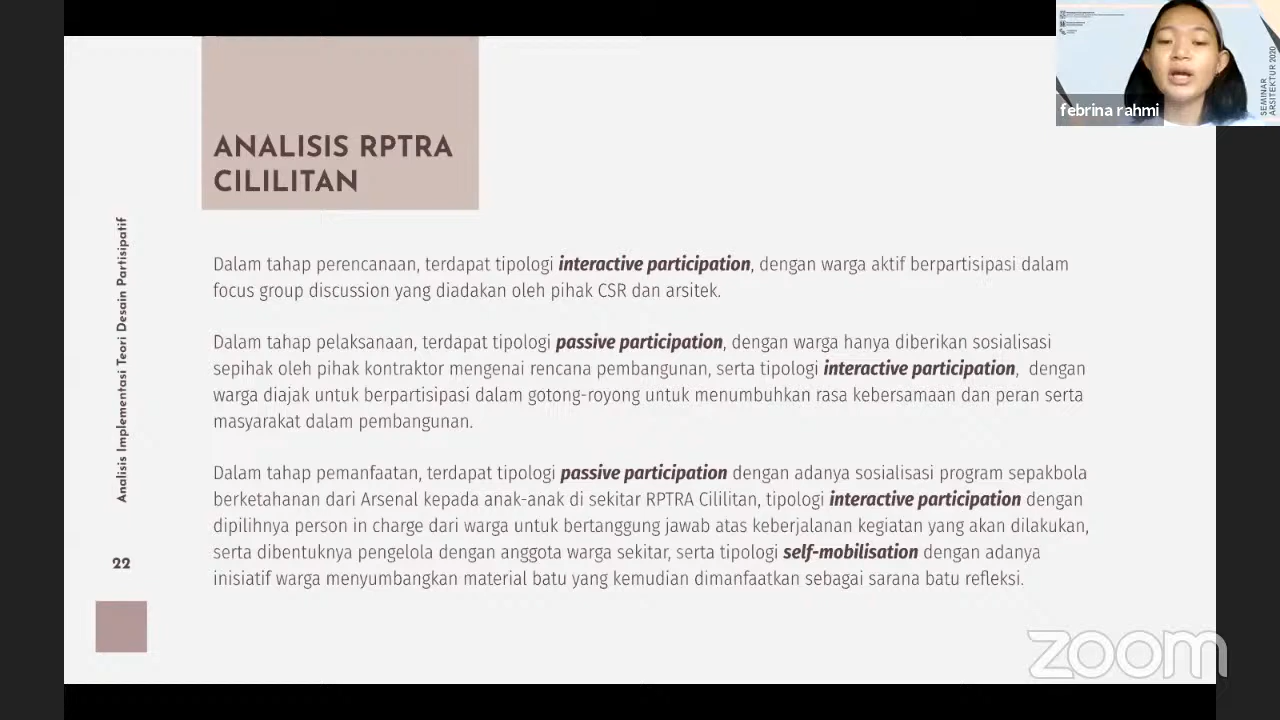 ANALISIS RPTRA
CILILITAN
Dalam tahap perencanaan, terdapat tipologi interactive participation, dengan warga aktif berpartisipasi dalam
focus group discussion yang diadakan oleh pihak CSR dan arsitek.
Dalam tahap pelaksanaan, terdapat tipologi passive participation, dengan warga hanya diberikan sosialisasi
sepihak oleh pihak kontraktor mengenai rencana pembangunan, serta tipologi interactive participation, dengan
warga diajak untuk berpartisipasi dalam gotong-royong untuk menumbuhkan rasa kebersamaan dan peran serta
masyarakat dalam pembangunan.
Dalam tahap pemanfaatan, terdapat tipologi passive participation dengan adanya sosialisasi program sepakbola
berketahanan dari Arsenal kepada anak-anak di sekitar RPTRA Cililitan, tipologi interactive participation dengan
dipilihnya person in charge dari warga untuk bertanggung jawab atas keberjalanan kegiatan yang akan dilakukan,
serta dibentuknya pengelola dengan anggota warga sekitar, serta tipologi self-mobilisation dengan adanya
inisiatif warga menyumbangkan material batu yang kemudian dimanfaatkan sebagai sarana batu refleksi.
Analisis Implementasi Teori Desain Partisipatif
22
febrina rahmi
SEMINAR
ARSITEKTUR 2020
zoom